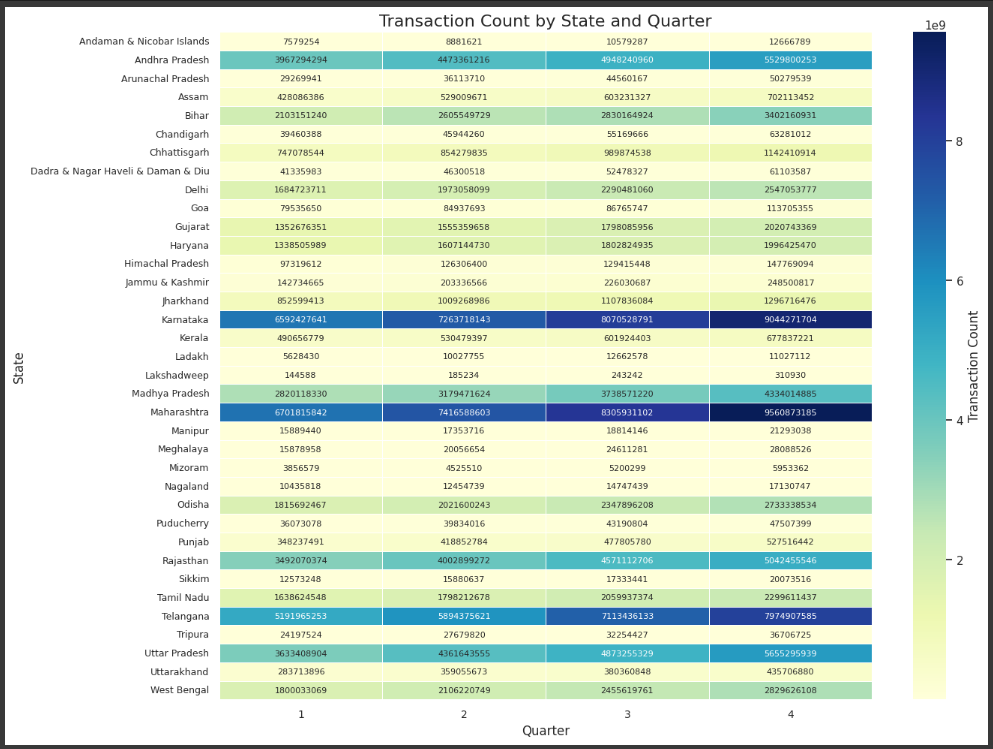 Transaction Count by State and Quarter
1e9
Andaman & Nicobar Islands 7579254 8881621 10579287 12666789
Andhra Pradesh 3967294294 4473361216 4948240960 5529800253
Arunachal Pradesh 29269941 36113710 44560167 50279539
Assam 428086386 529009671 603231327 702113452
Bihar 2103151240 2605549729 2830164924 3402160931
Chandigarh 39460388 45944260 55169666 63281012
Chhattisgarh 747078544 854279835 989874538 1142410914
Dadra & Nagar Haveli & Daman & Diu 41335983 46300518 52478327 61103587
Delhi 1684723711 1973058099 2290481060 2547053777
Goa 79535650 84937693 86765747 113705355
Gujarat 1352676351 1555359658 1798085956 2020743369
Haryana 1338505989 1607144730 1802824935 1996425470
Himachal Pradesh 97319612 126306400 129415448 147769094
Jammu & Kashmir 142734665 203336566 226030687 248500817
Jharkhand 852599413 1009268986 1107836084 1296716476
Karnataka 6592427641 7263718143 8070528791 9044271704
Kerala 490656779 530479397 601924403 677837221
Ladakh 5628430 10027755 12662578 11027112
Lakshadweep 144588 185234 243242 310930
Madhya Pradesh 2820118330 3179471624 3738571220 4334014885
Maharashtra 6701815842 7416588603 8305931102 9560873185
Manipur 15889440 17353716 18814146 21293038
Meghalaya 15878958 20056654 24611281 28088526
Mizoram 3856579 4525510 5200299 5953362
Nagaland 10435818 12454739 14747439 17130747
Odisha 1815692467 2021600243 2347896208 2733338534
Puducherry 36073078 39834016 43190804 47507399
Punjab 348237491 418852784 477805780 527516442
Rajasthan 3492070374 4002899272 4571112706 5042455546
Sikkim 12573248 15880637 17333441 20073516
Tamil Nadu 1638624548 1798212678 2059937374 2299611437
Telangana 5191965253 5894375621 7113436133 7974907585
Tripura 24197524 27679820 32254427 36706725
Uttar Pradesh 3633408904 4361643555 4873255329 5655295939
Uttarakhand 283713896 359055673 380360848 435706880
West Bengal 1800033069 2106220749 2455619761 2829626108
1 2 3 4
Quarter
State
8
6
4
2
Transaction Count